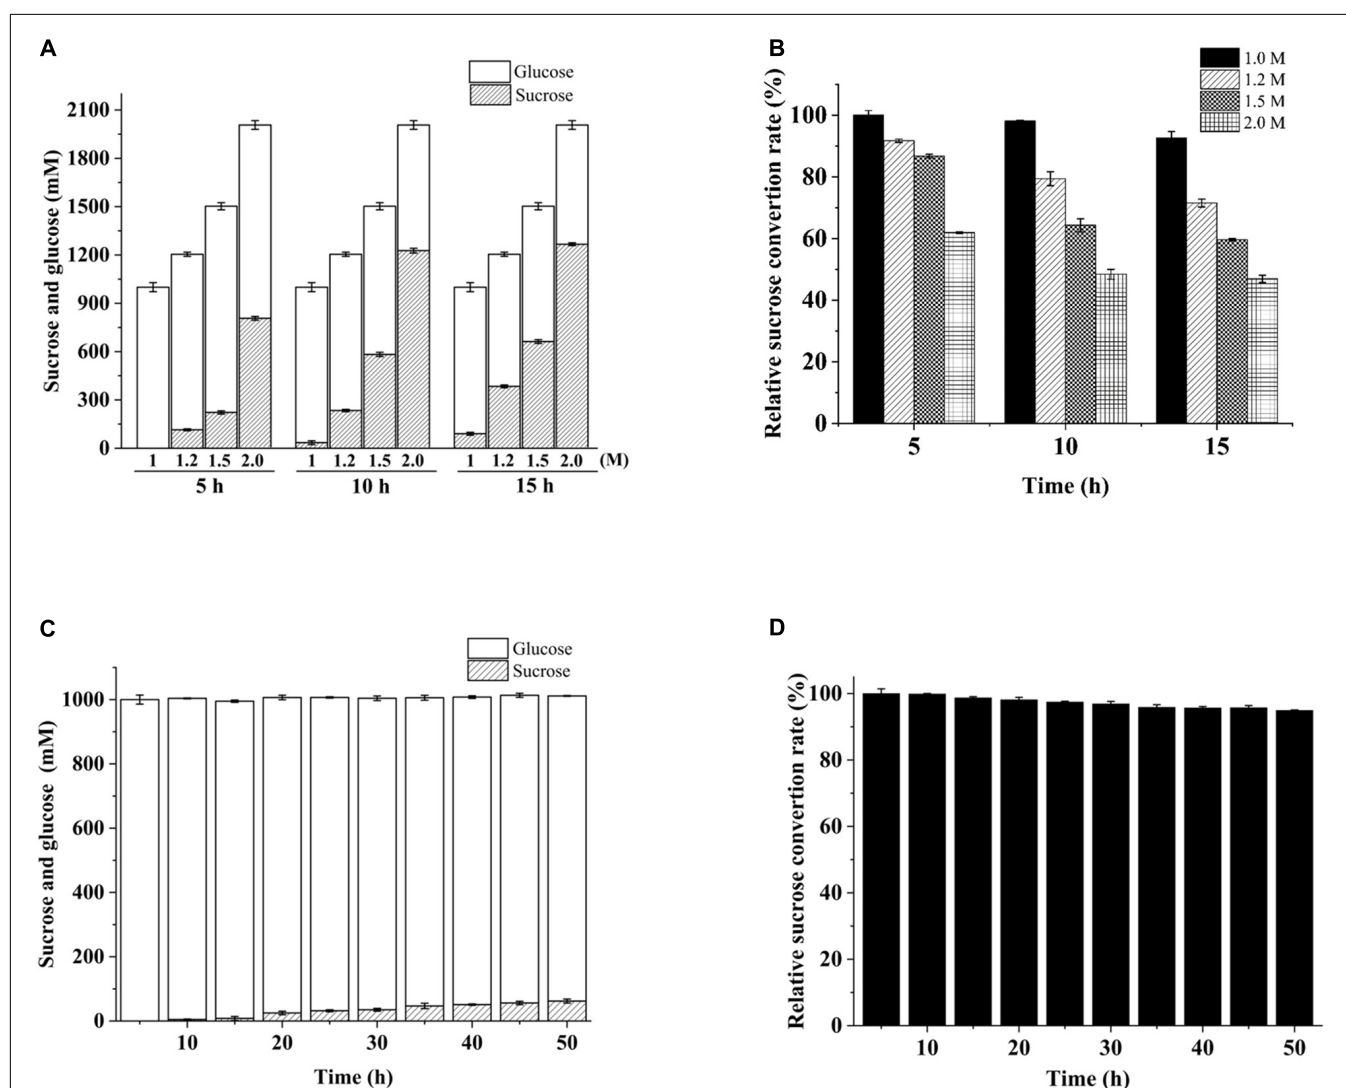 A
Glucose
Sucrose
Sucrose and glucose (mM)
2100
1800
1500
1200
900
600
300
0
1 1.2 1.5 2.0 1 1.2 1.5 2.0 1 1.2 1.5 2.0 (M)
5 h 10 h 15 h
B
1.0 M
1.2 M
1.5 M
2.0 M
Relative sucrose convertion rate (%)
100
80
60
40
20
0
5 10 15
Time (h)
C
Glucose
Sucrose
Sucrose and glucose (mM)
1000
800
600
400
200
0
10 20 30 40 50
Time (h)
D
Relative sucrose convertion rate (%)
100
80
60
40
20
0
10 20 30 40 50
Time (h)